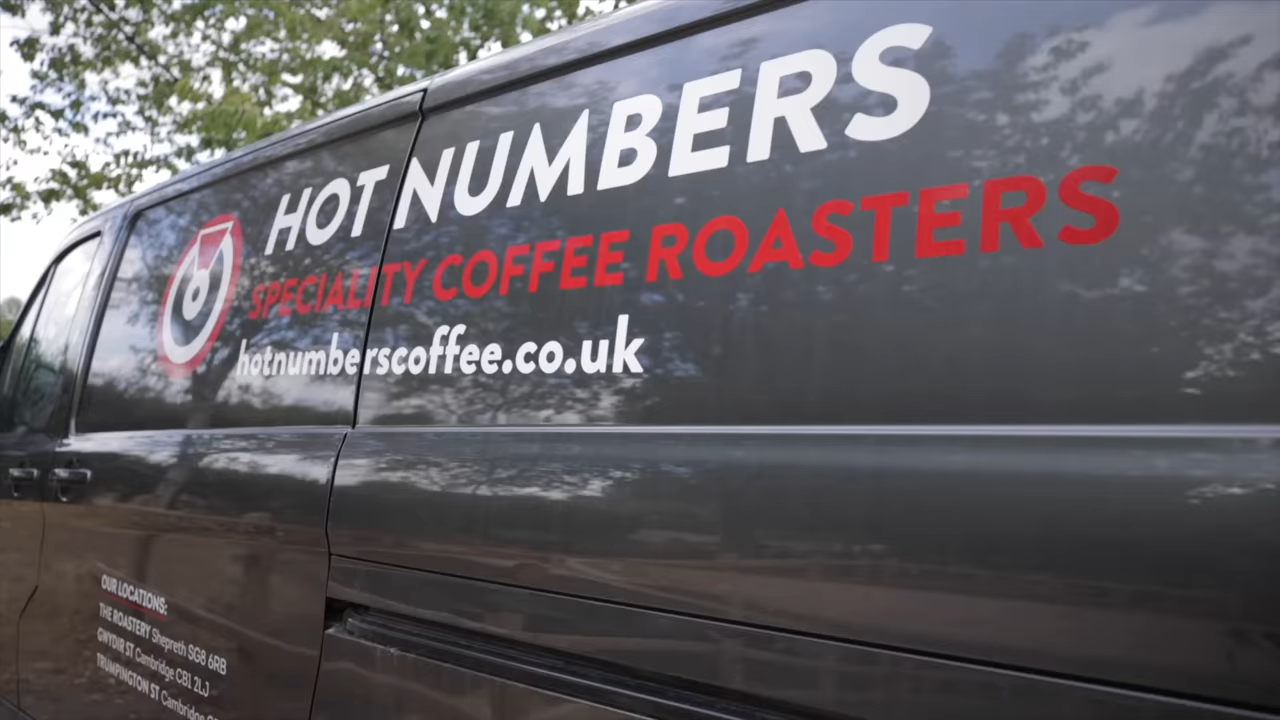 HOT NUMBERS
SPECIALITY COFFEE ROASTERS
hotnumberscoffee.co.uk
OUR LOCATIONS:
THE ROASTERY Shepreth SG8 6RB
GWYDIR ST Cambridge CB1 2LJ
TRUMPINGTON ST Cambridge